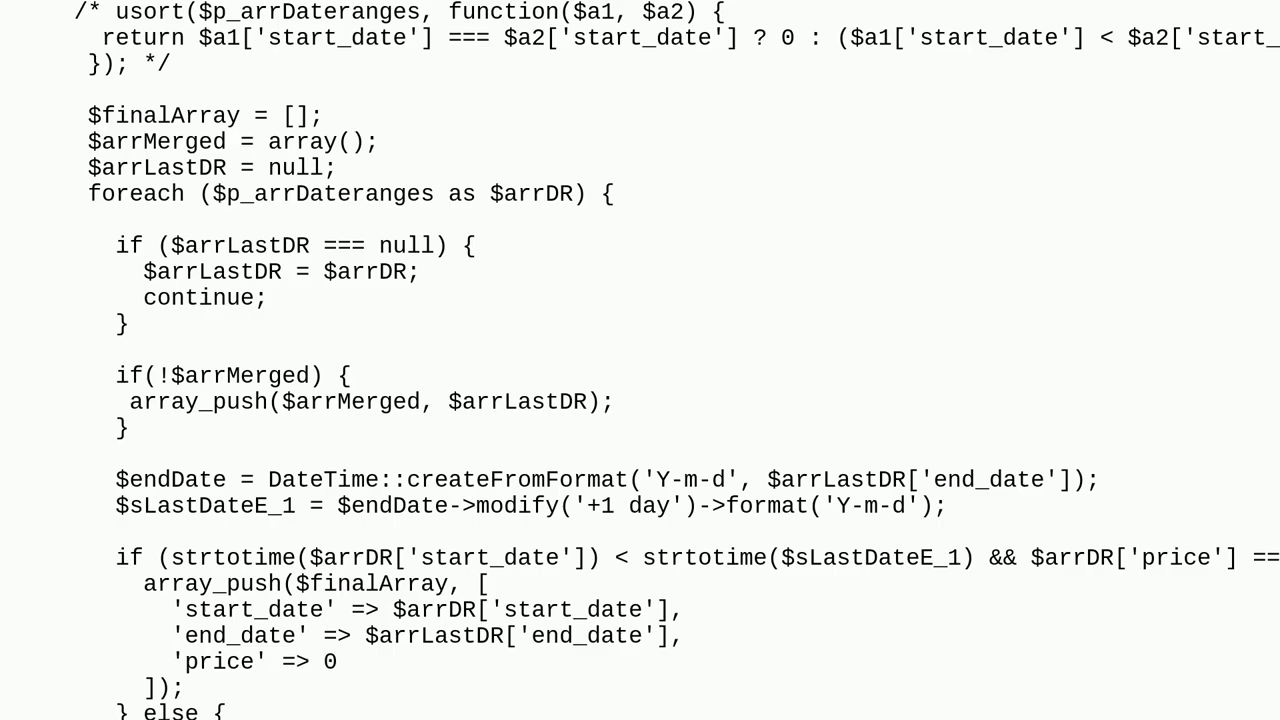 /* usort($p_arrDateranges, function($a1, $a2) {
return $a1['start_date'] === $a2['start_date'] ? 0 : ($a1['start_date'] < $a2['start_
}); */
$finalArray = [];
$arrMerged = array();
$arrLastDR = null;
foreach ($p_arrDateranges as $arrDR) {
if ($arrLastDR === null) {
$arrLastDR = $arrDR;
continue;
}
if(!$arrMerged) {
array_push($arrMerged, $arrLastDR);
}
$endDate = DateTime::createFromFormat('Y-m-d', $arrLastDR['end_date']);
$sLastDateE_1 = $endDate->modify('+1 day')->format('Y-m-d');
if (strtotime($arrDR['start_date']) < strtotime($sLastDateE_1) && $arrDR['price'] ==
array_push($finalArray, [
'start_date' => $arrDR['start_date'],
'end_date' => $arrLastDR['end_date'],
'price' => 0
]);
} else {